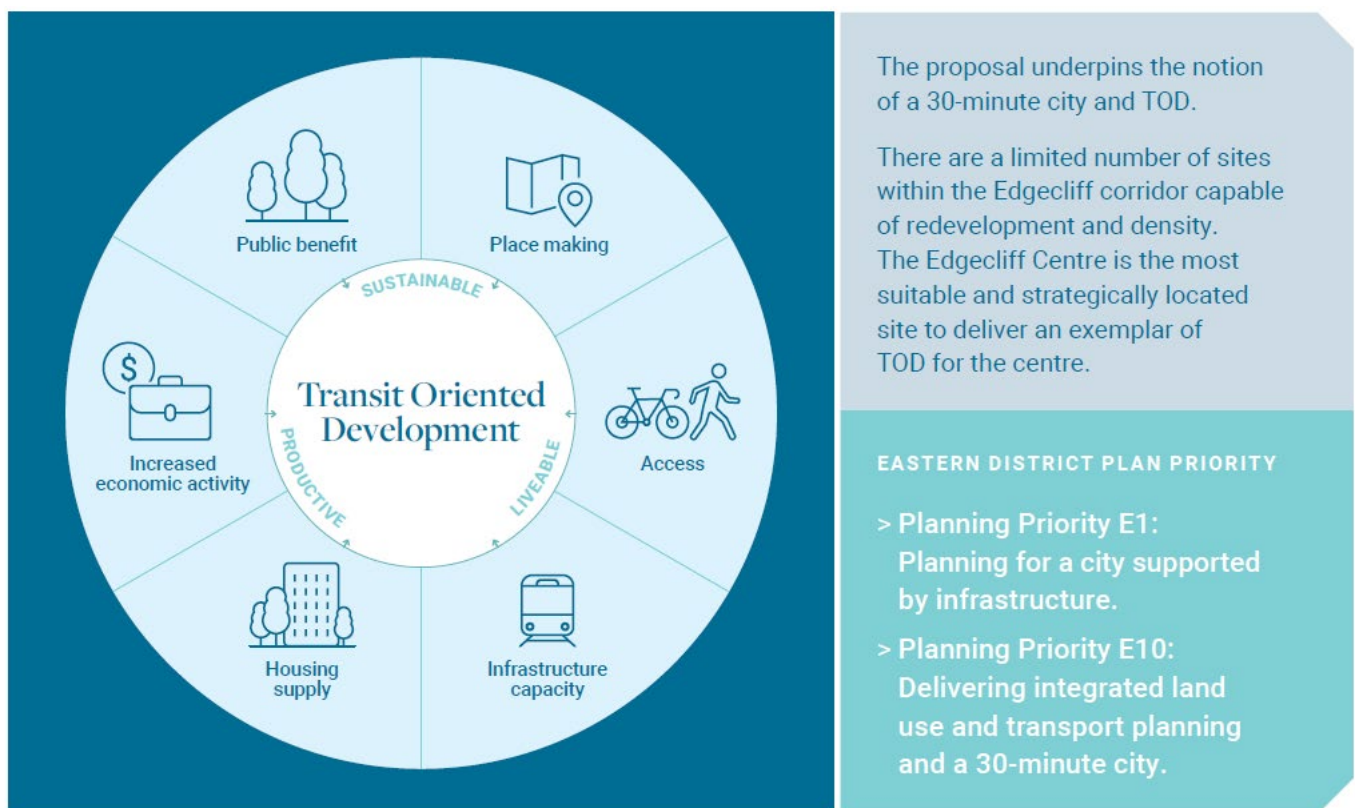 Public benefit
Place making
SUSTAINABLE
$
Transit Oriented
Development
Increased
economic activity
PRODUCTIVE
LIVEABLE
Access
Housing
supply
Infrastructure
capacity
The proposal underpins the notion
of a 30-minute city and TOD.
There are a limited number of sites
within the Edgecliff corridor capable
of redevelopment and density.
The Edgecliff Centre is the most
suitable and strategically located
site to deliver an exemplar of
TOD for the centre.
EASTERN DISTRICT PLAN PRIORITY
> Planning Priority E1:
Planning for a city supported
by infrastructure.
> Planning Priority E10:
Delivering integrated land
use and transport planning
and a 30-minute city.